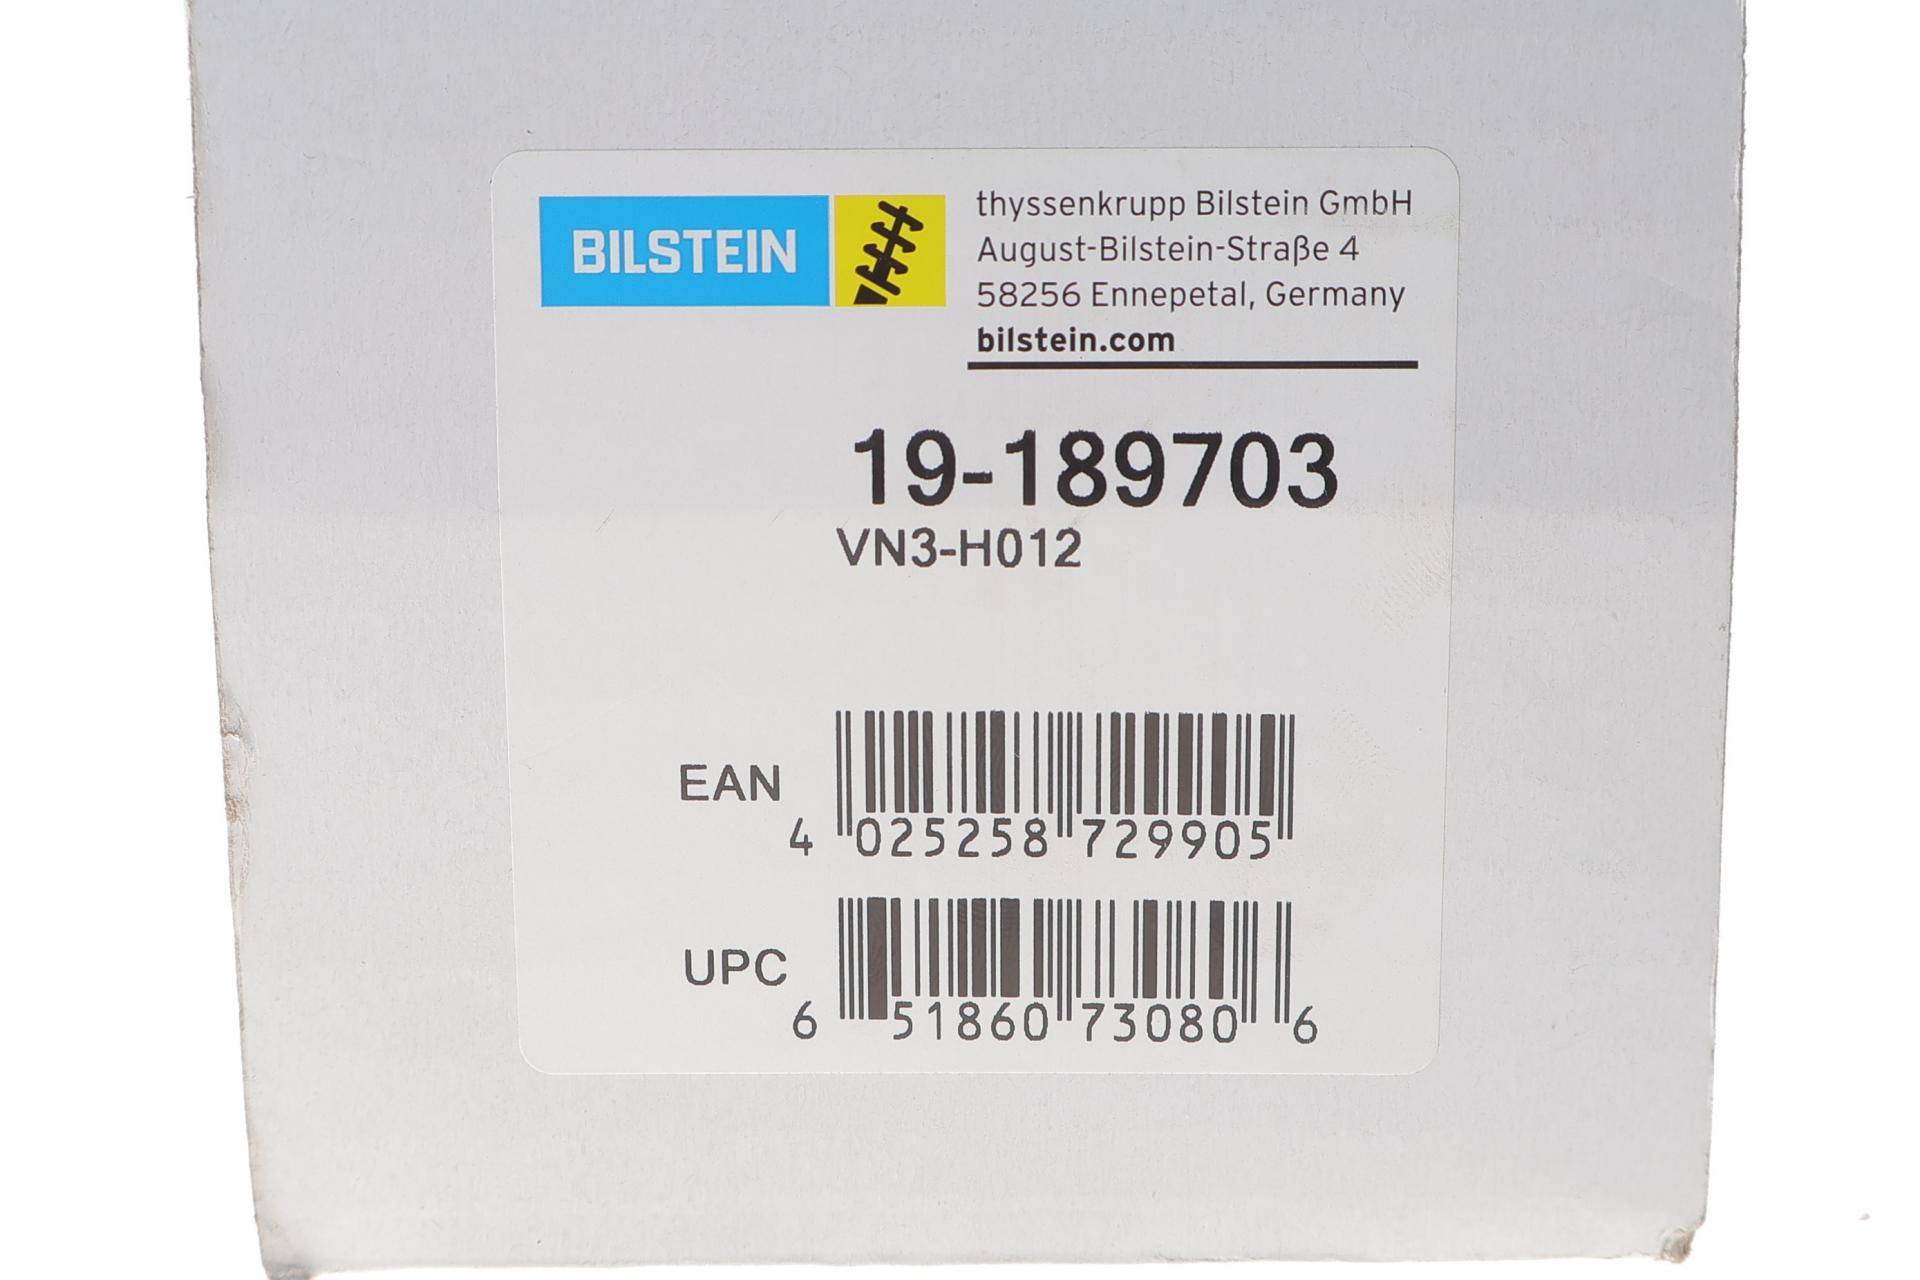 BILSTEIN
thyssenkrupp Bilstein GmbH
August-Bilstein-Straße 4
58256 Ennepetal, Germany
bilstein.com
19-189703
VN3-H012
EAN
4 025258 729905
UPC
6 51860 73080 6